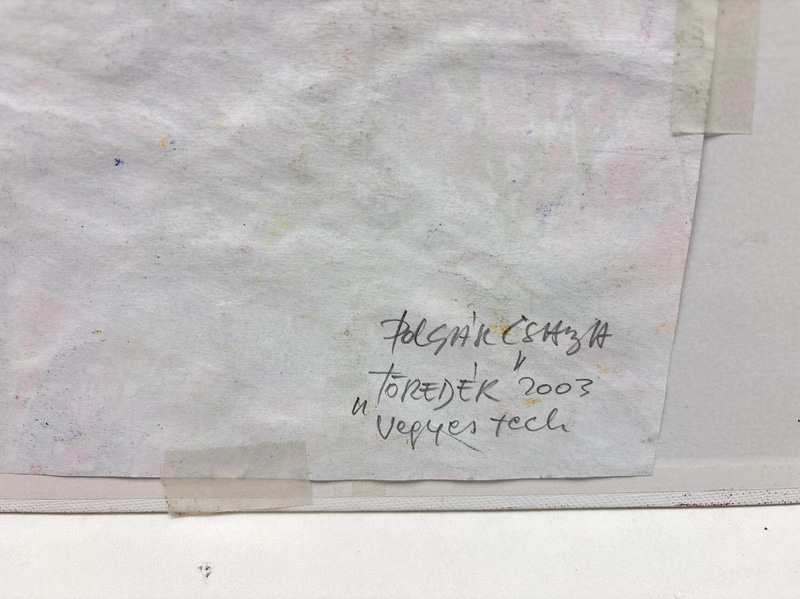 POLGÁR CSABA
„TÖREDÉK" 2003
vegyes tech